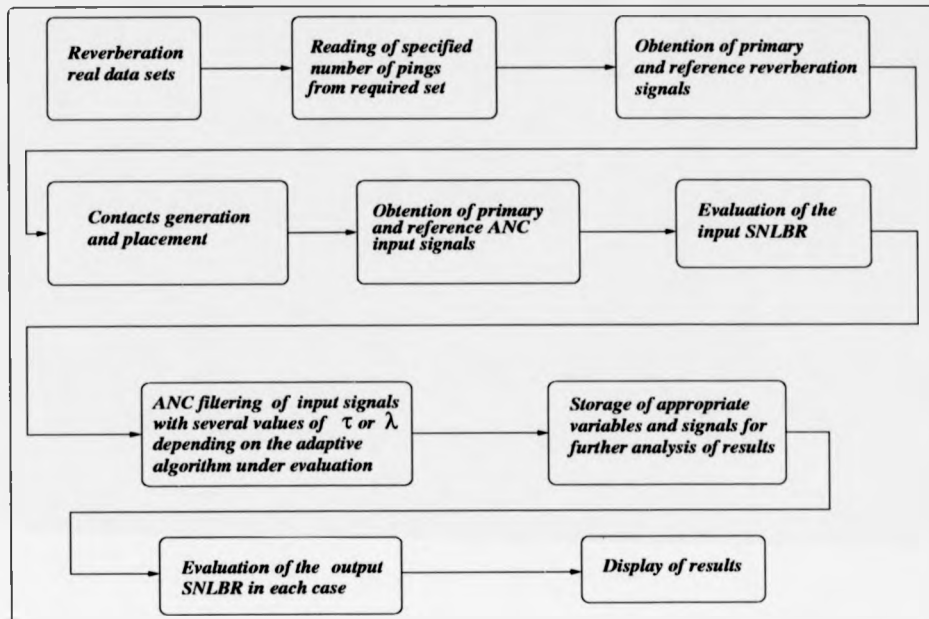 Reverberation
real data sets
Reading of specified
number of pings
from required set
Obtention of primary
and reference reverberation
signals
Contacts generation
and placement
Obtention of primary
and reference ANC
input signals
Evaluation of the
input SNLBR
ANC filtering of input signals
with several values of τ or λ
depending on the adaptive
algorithm under evaluation
Storage of appropriate
variables and signals for
further analysis of results
Evaluation of the output
SNLBR in each case
Display of results